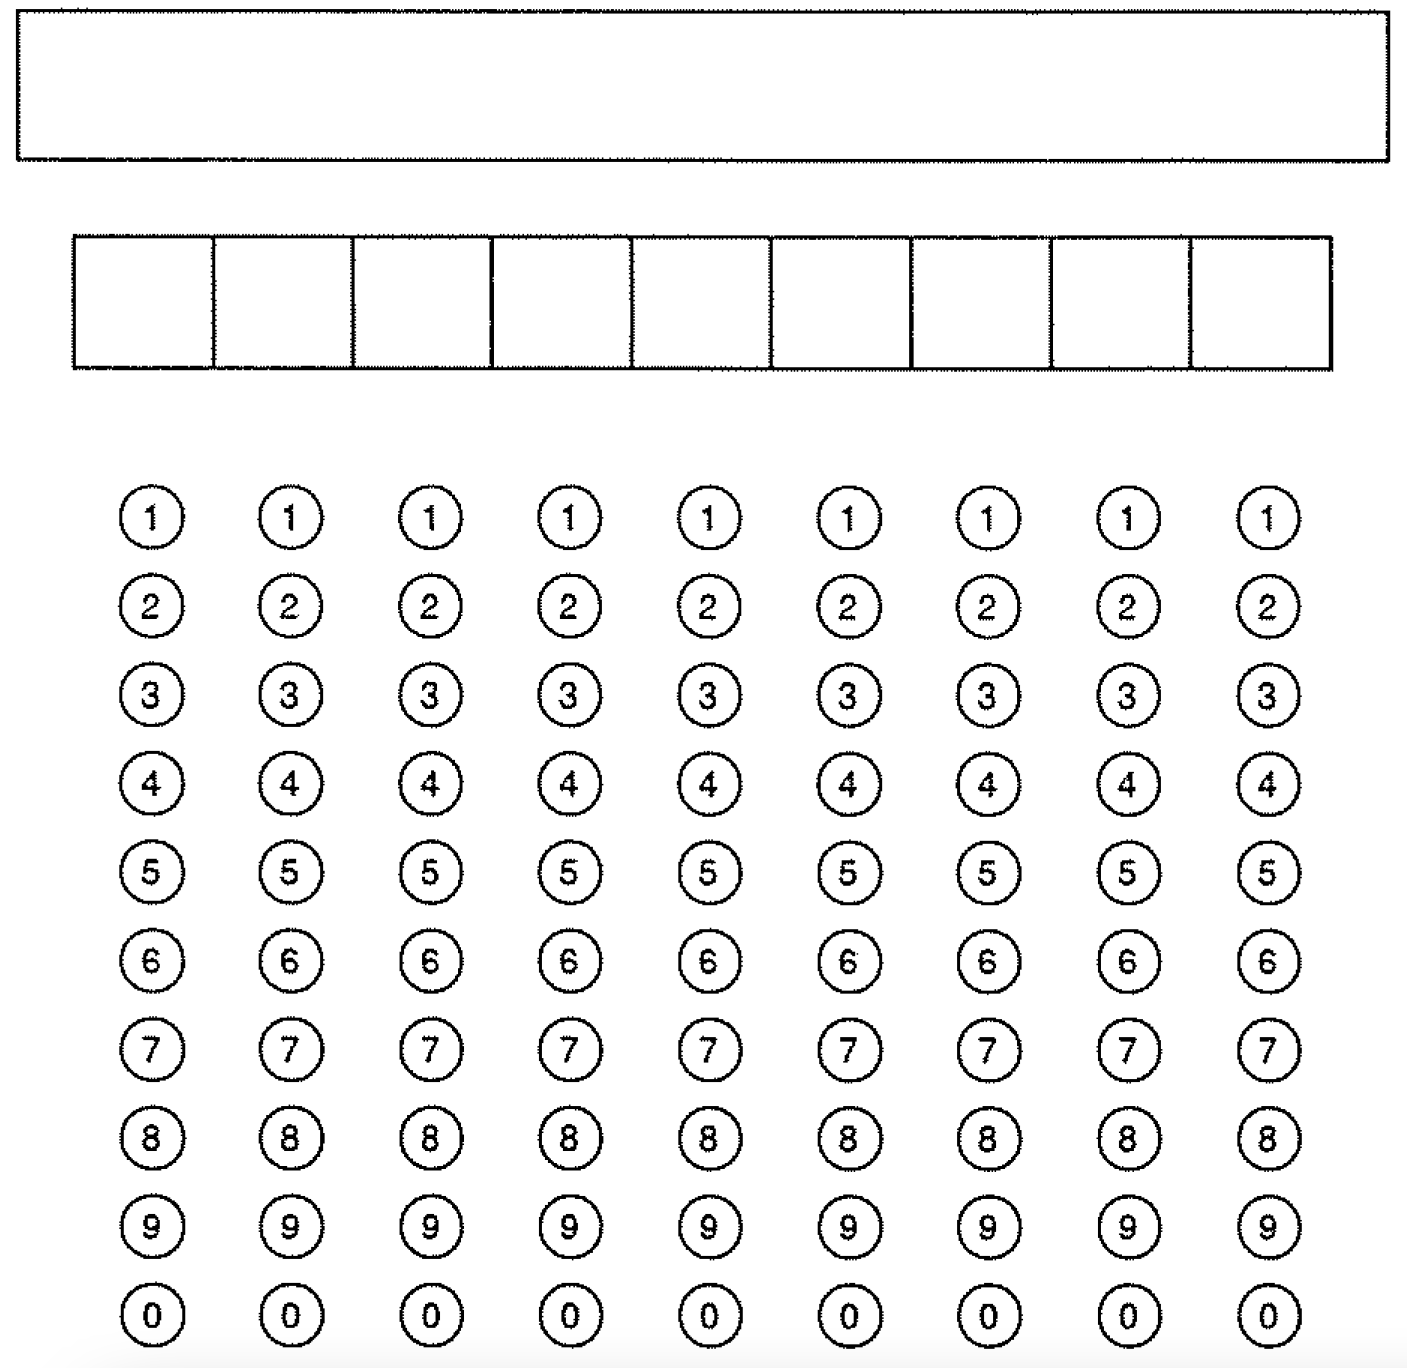 1 1 1 1 1 1 1 1 1
2 2 2 2 2 2 2 2 2
3 3 3 3 3 3 3 3 3
4 4 4 4 4 4 4 4 4
5 5 5 5 5 5 5 5 5
6 6 6 6 6 6 6 6 6
7 7 7 7 7 7 7 7 7
8 8 8 8 8 8 8 8 8
9 9 9 9 9 9 9 9 9
0 0 0 0 0 0 0 0 0